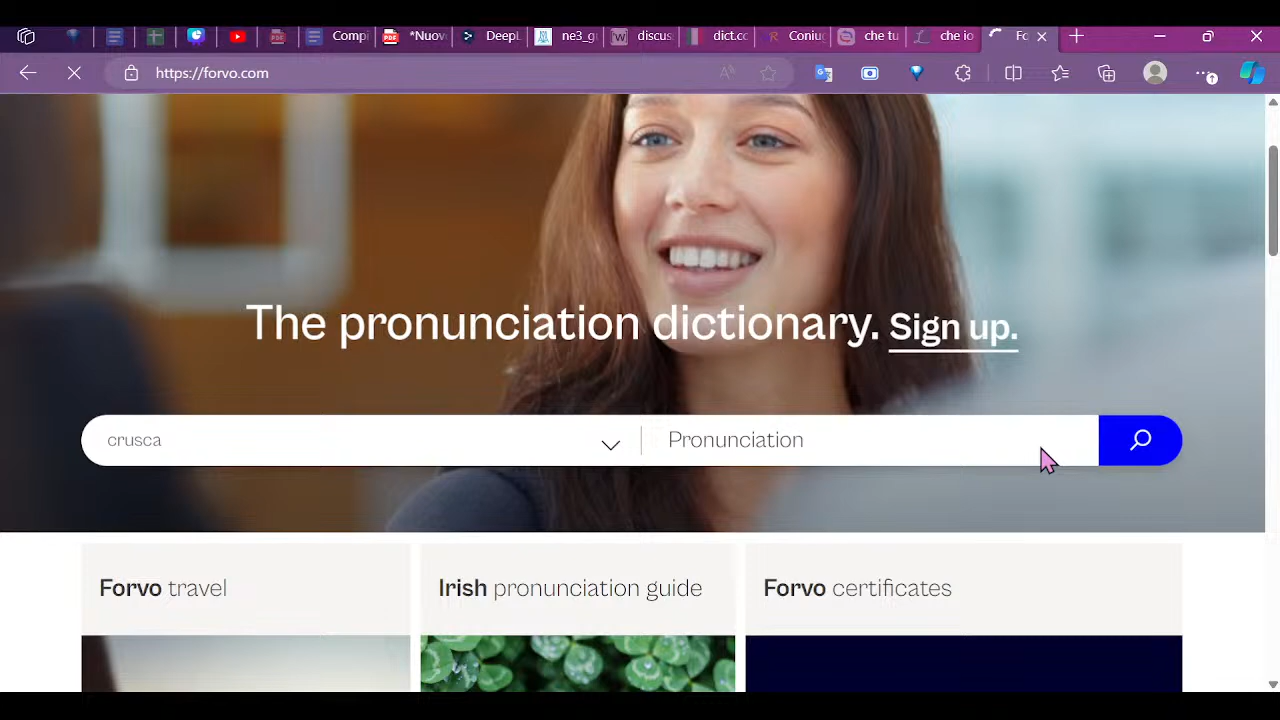 Compi
*Nuov
DeepL
ne3_g
discus
dict.cc
Coniug
che tu
che io
Fo
https://forvo.com
The pronunciation dictionary. Sign up.
crusca
Pronunciation
Forvo travel
Irish pronunciation guide
Forvo certificates